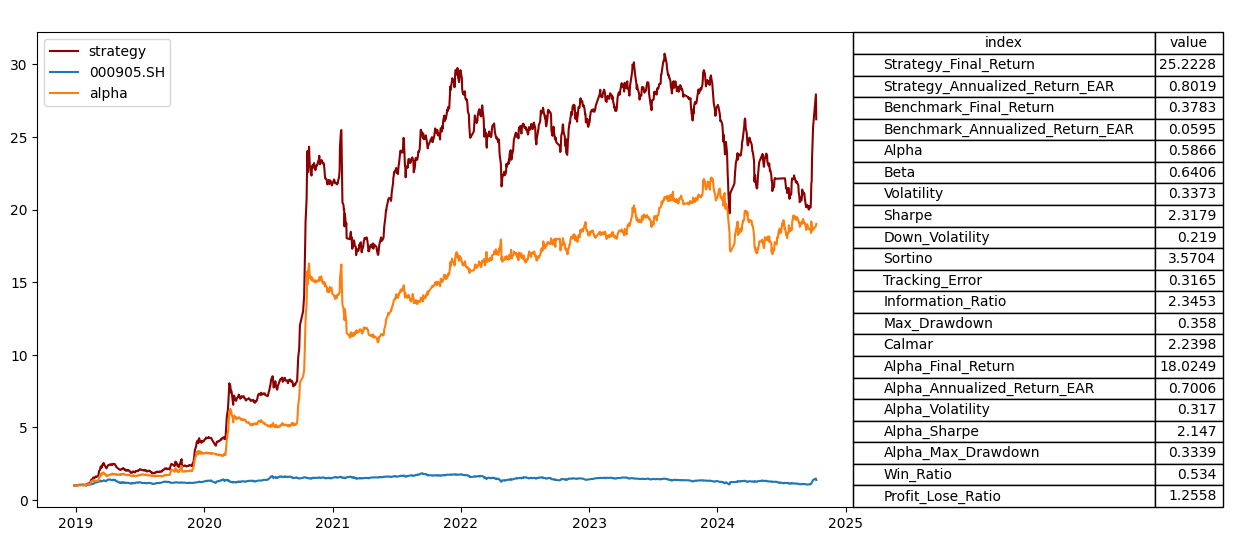 strategy
000905.SH
alpha
30
25
20
15
10
5
0
2019 2020 2021 2022 2023 2024 2025
index value
Strategy_Final_Return 25.2228
Strategy_Annualized_Return_EAR 0.8019
Benchmark_Final_Return 0.3783
Benchmark_Annualized_Return_EAR 0.0595
Alpha 0.5866
Beta 0.6406
Volatility 0.3373
Sharpe 2.3179
Down_Volatility 0.219
Sortino 3.5704
Tracking_Error 0.3165
Information_Ratio 2.3453
Max_Drawdown 0.358
Calmar 2.2398
Alpha_Final_Return 18.0249
Alpha_Annualized_Return_EAR 0.7006
Alpha_Volatility 0.317
Alpha_Sharpe 2.147
Alpha_Max_Drawdown 0.3339
Win_Ratio 0.534
Profit_Lose_Ratio 1.2558